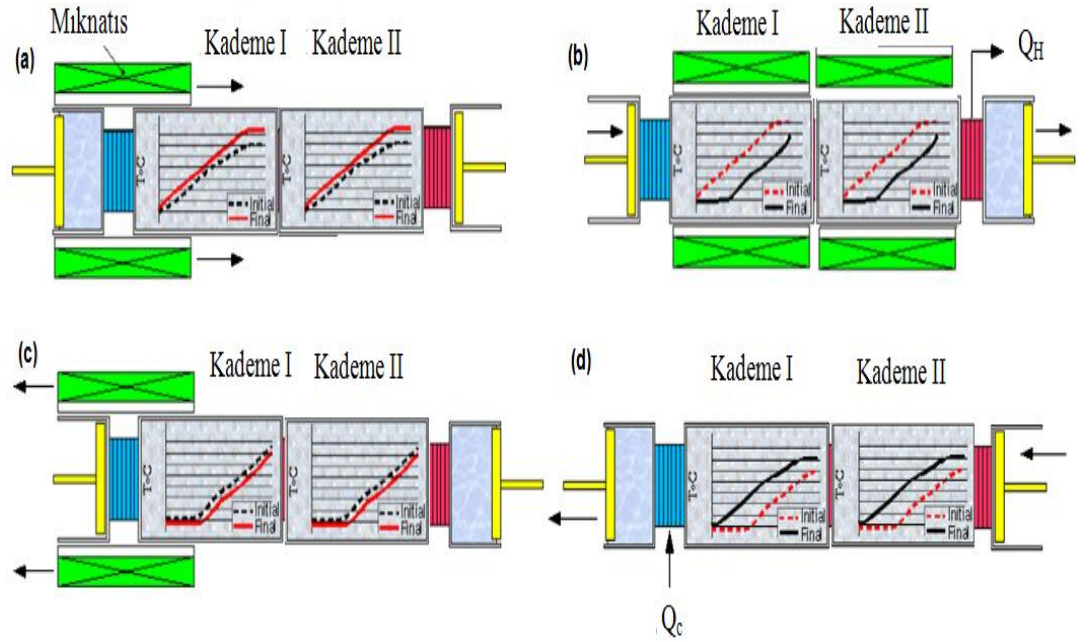 Mıknatıs
(a)
Kademe I
Kademe II
T◦C
Initial
Final
T◦C
Initial
Final
(b)
Kademe I
Kademe II
QH
T◦C
Initial
Final
T◦C
Initial
Final
(c)
Kademe I
Kademe II
T◦C
Initial
Final
T◦C
Initial
Final
(d)
Kademe I
Kademe II
T◦C
Initial
Final
T◦C
Initial
Final
Qc